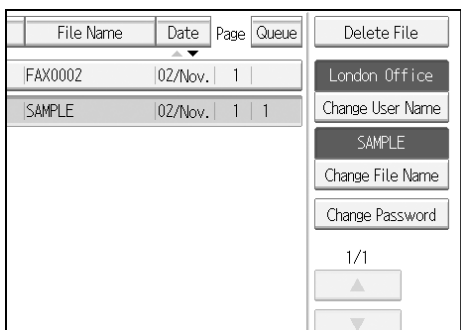 File Name Date Page Queue Delete File
FAX0002 02/Nov. 1 London Office
SAMPLE 02/Nov. 1 1 Change User Name
SAMPLE
Change File Name
Change Password
1/1